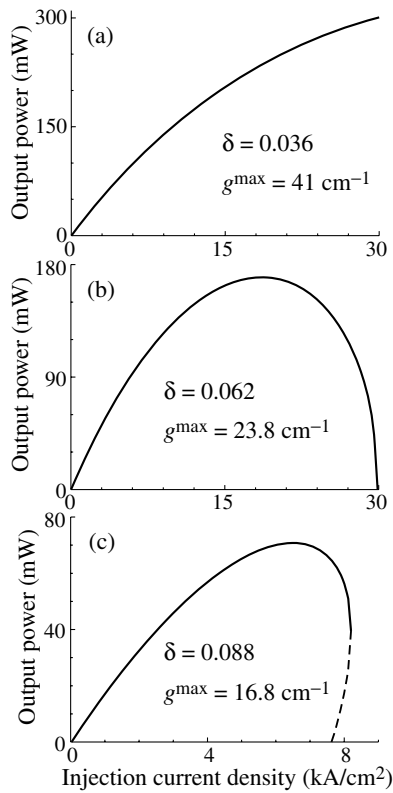 300
(a)
Output power (mW)
150
δ = 0.036
g^max = 41 cm⁻¹
0
0 15 30
180
(b)
Output power (mW)
90
δ = 0.062
g^max = 23.8 cm⁻¹
0
0 15 30
80
(c)
Output power (mW)
40
δ = 0.088
g^max = 16.8 cm⁻¹
0
0 4 8
Injection current density (kA/cm²)